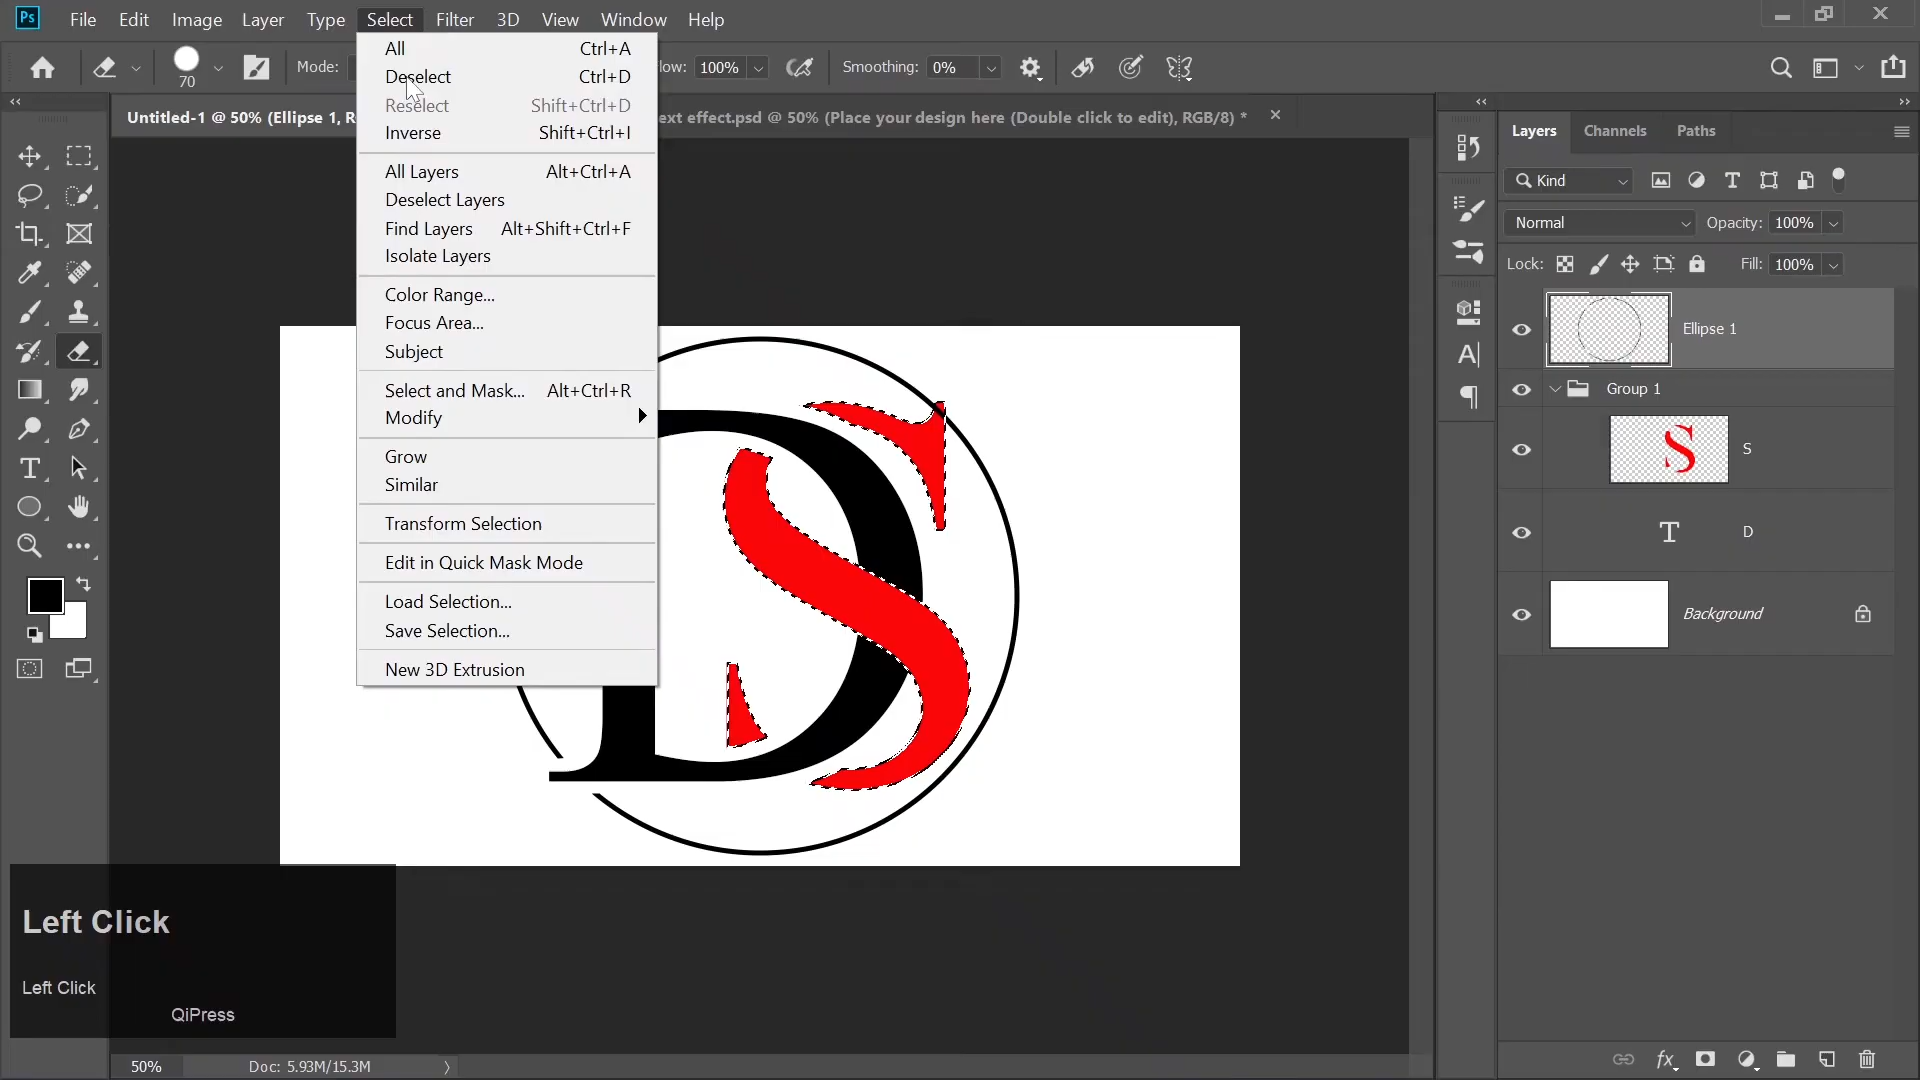 Ps File Edit Image Layer Type Select Filter 3D View Window Help
70 Mode: low: 100% Smoothing: 0%
Untitled-1 @ 50% (Ellipse 1, R ext effect.psd @ 50% (Place your design here (Double click to edit), RGB/8) *
All Ctrl+A
Deselect Ctrl+D
Reselect Shift+Ctrl+D
Inverse Shift+Ctrl+I
All Layers Alt+Ctrl+A
Deselect Layers
Find Layers Alt+Shift+Ctrl+F
Isolate Layers
Color Range...
Focus Area...
Subject
Select and Mask... Alt+Ctrl+R
Modify
Grow
Similar
Transform Selection
Edit in Quick Mask Mode
Load Selection...
Save Selection...
New 3D Extrusion
D S
Layers Channels Paths
Kind
Normal Opacity: 100%
Lock: Fill: 100%
Ellipse 1
Group 1
S S
T D
Background
Left Click
Left Click
QiPress
50% Doc: 5.93M/15.3M
fx